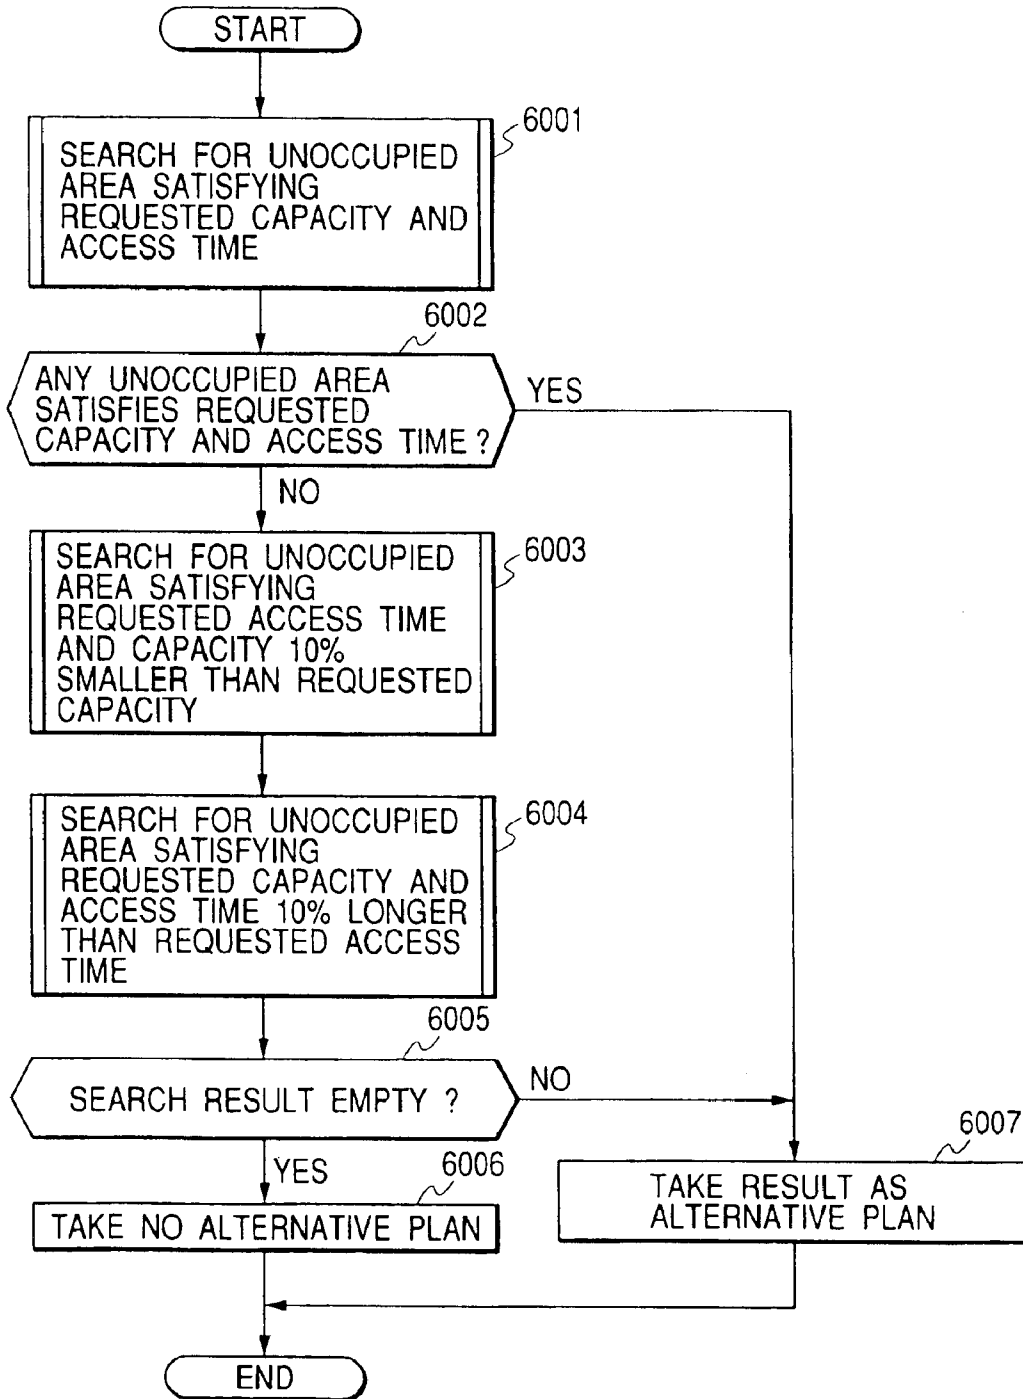 START
6001
SEARCH FOR UNOCCUPIED
AREA SATISFYING
REQUESTED CAPACITY AND
ACCESS TIME
6002
ANY UNOCCUPIED AREA
SATISFIES REQUESTED
CAPACITY AND ACCESS TIME ?
YES
NO
6003
SEARCH FOR UNOCCUPIED
AREA SATISFYING
REQUESTED ACCESS TIME
AND CAPACITY 10%
SMALLER THAN REQUESTED
CAPACITY
6004
SEARCH FOR UNOCCUPIED
AREA SATISFYING
REQUESTED CAPACITY AND
ACCESS TIME 10% LONGER
THAN REQUESTED ACCESS
TIME
6005
SEARCH RESULT EMPTY ?
NO
YES
6006
TAKE NO ALTERNATIVE PLAN
6007
TAKE RESULT AS
ALTERNATIVE PLAN
END